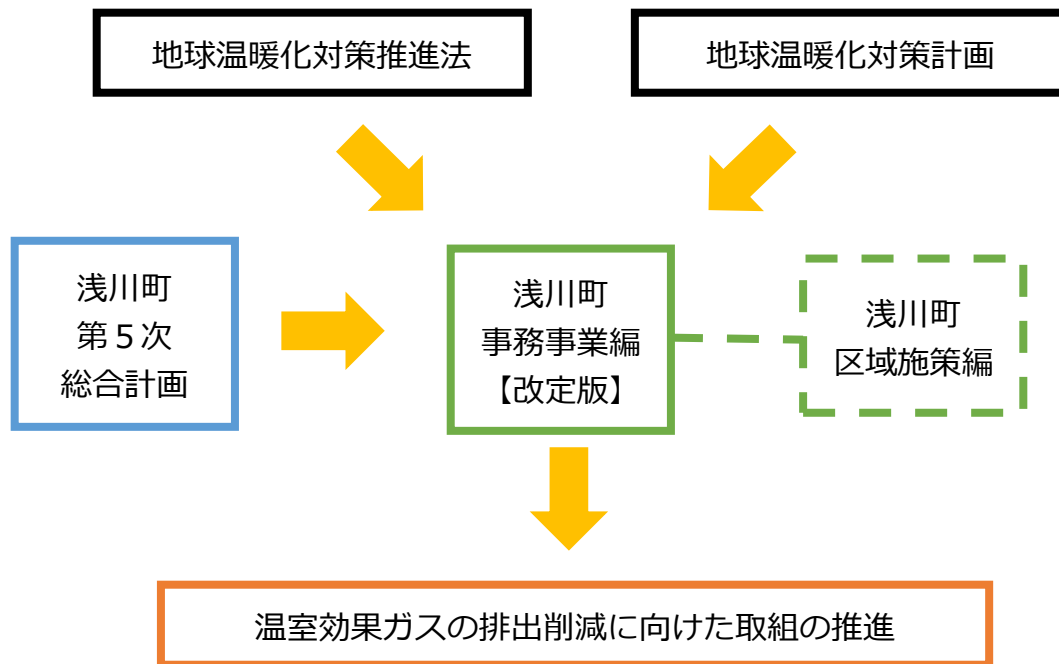 地球温暖化対策推進法
地球温暖化対策計画
浅川町
第５次
総合計画
浅川町
事務事業編
【改定版】
浅川町
区域施策編
温室効果ガスの排出削減に向けた取組の推進